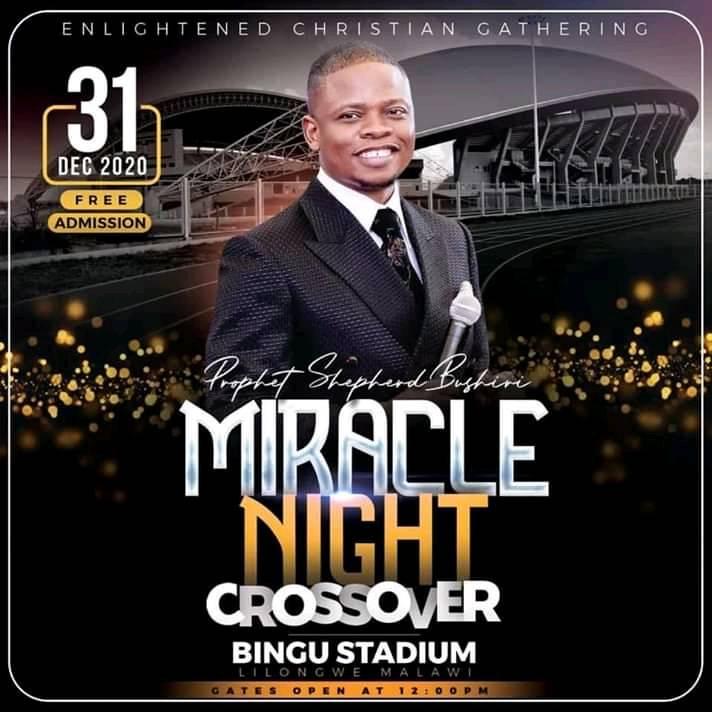 ENLIGHTENED CHRISTIAN GATHERING
31
DEC 2020
FREE
ADMISSION
Prophet Shepherd Bushiri
MIRACLE
NIGHT
CROSSOVER
BINGU STADIUM
LILONGWE MALAWI
GATES OPEN AT 12:00PM